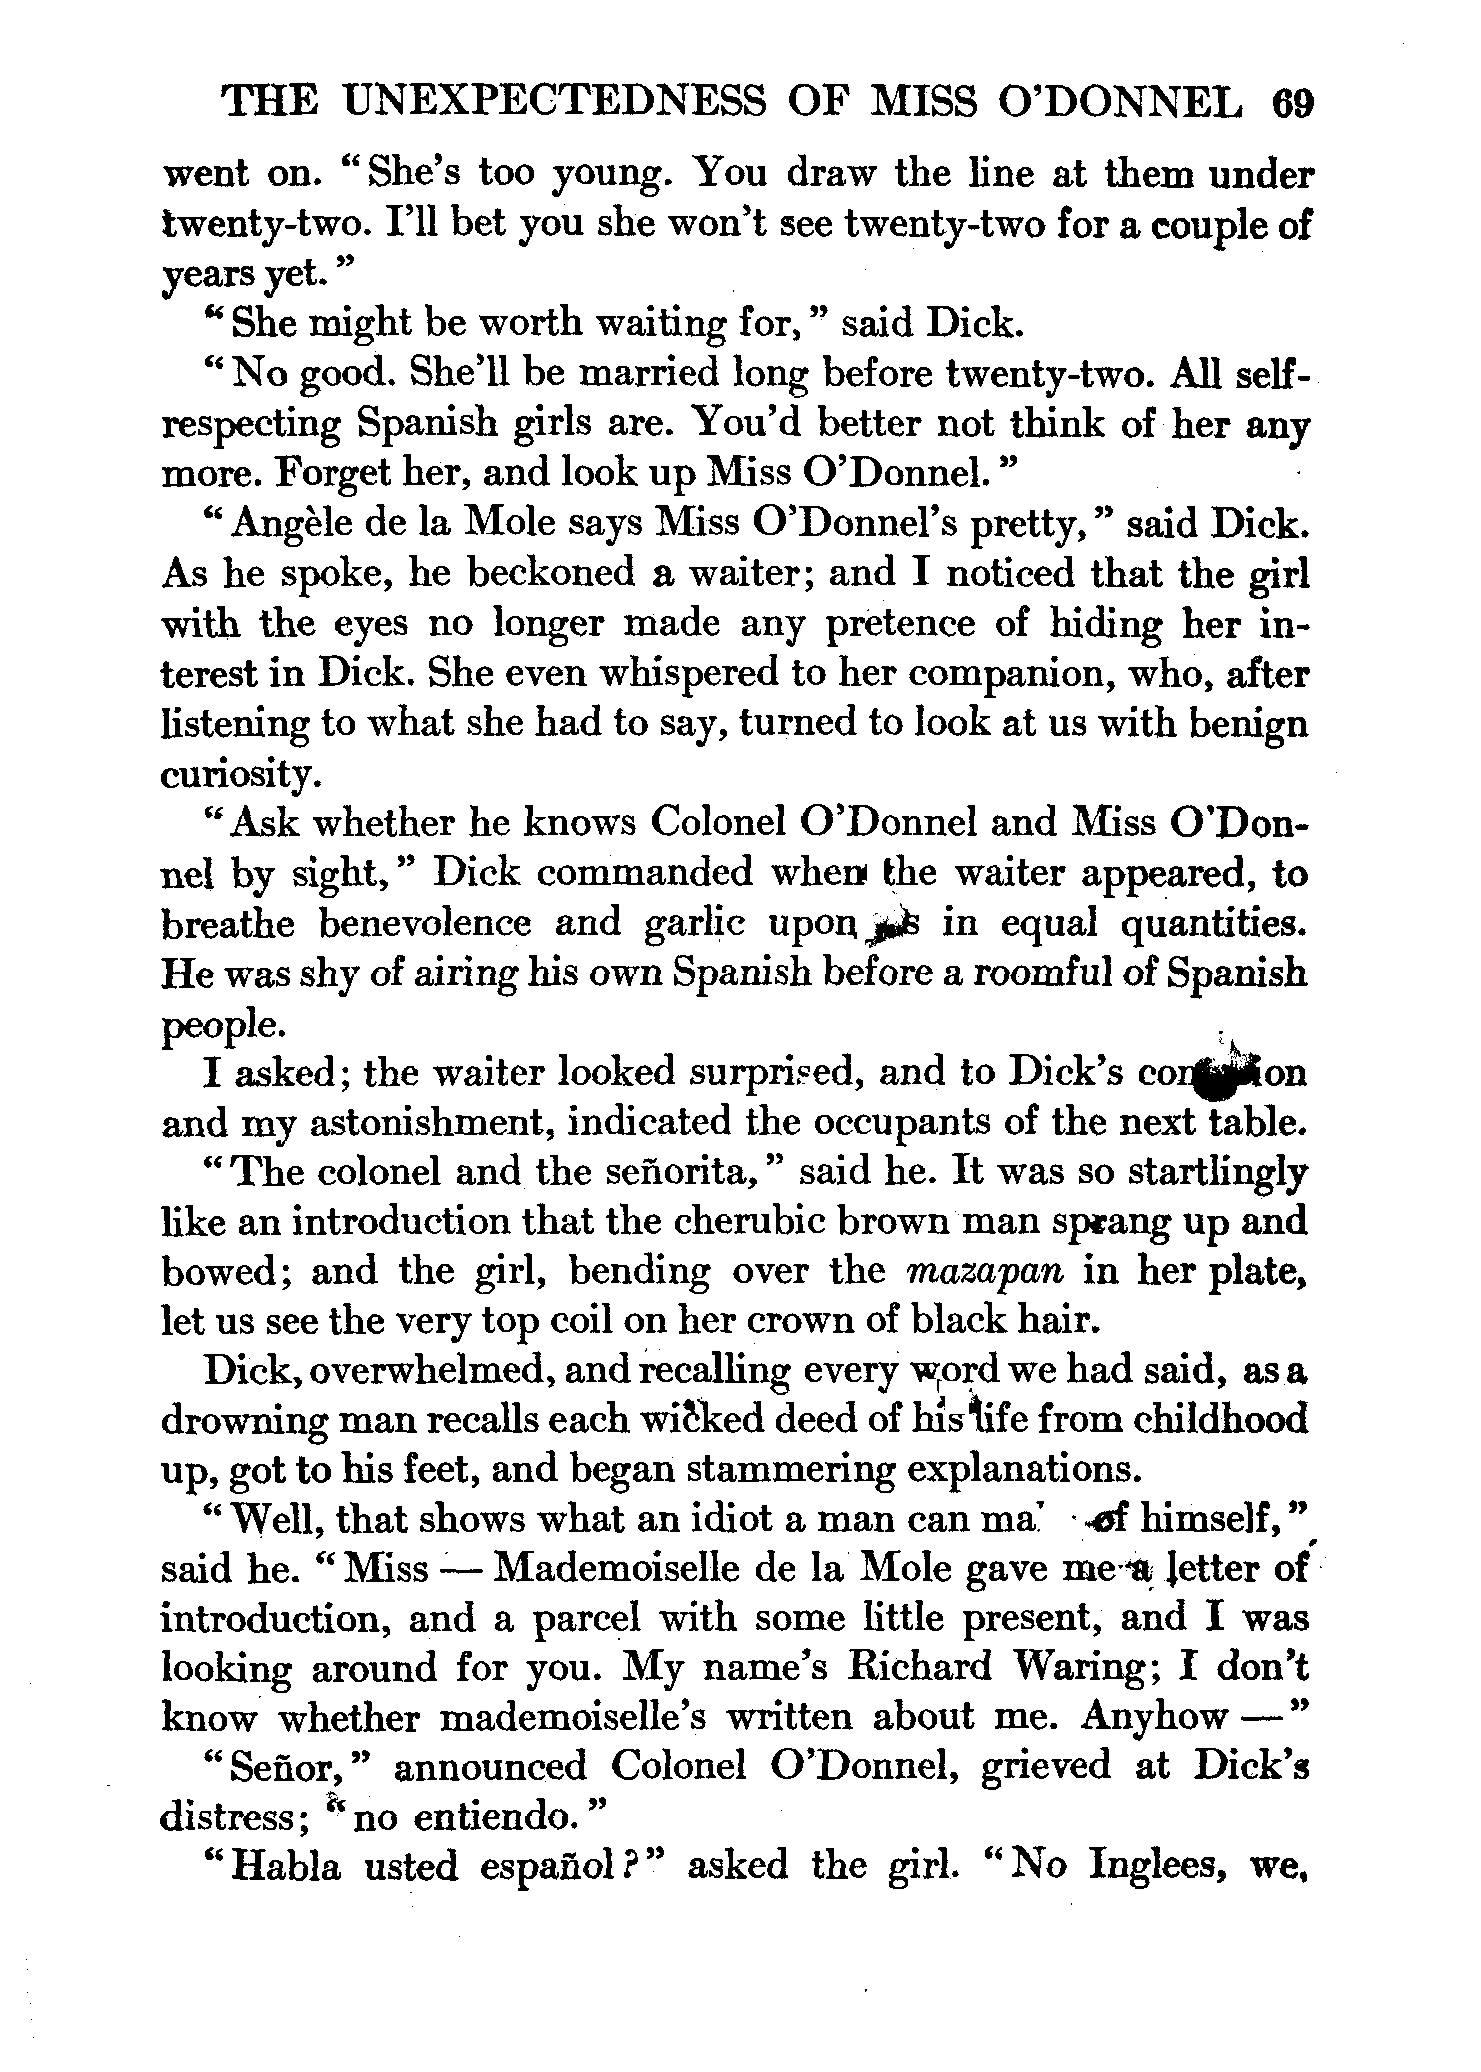 THE UNEXPECTEDNESS OF MISS O'DONNEL 69
went on. "She's too young. You draw the line at them under
twenty-two. I'll bet you she won't see twenty-two for a couple of
years yet."
"She might be worth waiting for," said Dick.
"No good. She'll be married long before twenty-two. All self-
respecting Spanish girls are. You'd better not think of her any
more. Forget her, and look up Miss O'Donnel."
"Angèle de la Mole says Miss O'Donnel's pretty," said Dick.
As he spoke, he beckoned a waiter; and I noticed that the girl
with the eyes no longer made any pretence of hiding her in-
terest in Dick. She even whispered to her companion, who, after
listening to what she had to say, turned to look at us with benign
curiosity.
"Ask whether he knows Colonel O'Donnel and Miss O'Don-
nel by sight," Dick commanded when the waiter appeared, to
breathe benevolence and garlic upon in equal quantities.
He was shy of airing his own Spanish before a roomful of Spanish
people.
I asked; the waiter looked surprised, and to Dick's
and my astonishment, indicated the occupants of the next table.
"The colonel and the señorita," said he. It was so startlingly
like an introduction that the cherubic brown man sprang up and
bowed; and the girl, bending over the mazapan in her plate,
let us see the very top coil on her crown of black hair.
Dick, overwhelmed, and recalling every word we had said, as a
drowning man recalls each wicked deed of his life from childhood
up, got to his feet, and began stammering explanations.
"Well, that shows what an idiot a man can of himself,"
said he. "Miss — Mademoiselle de la Mole gave me a letter of
introduction, and a parcel with some little present, and I was
looking around for you. My name's Richard Waring; I don't
know whether mademoiselle's written about me. Anyhow —"
"Señor," announced Colonel O'Donnel, grieved at Dick's
distress; "no entiendo."
"Habla usted español?" asked the girl. "No Inglees, we,